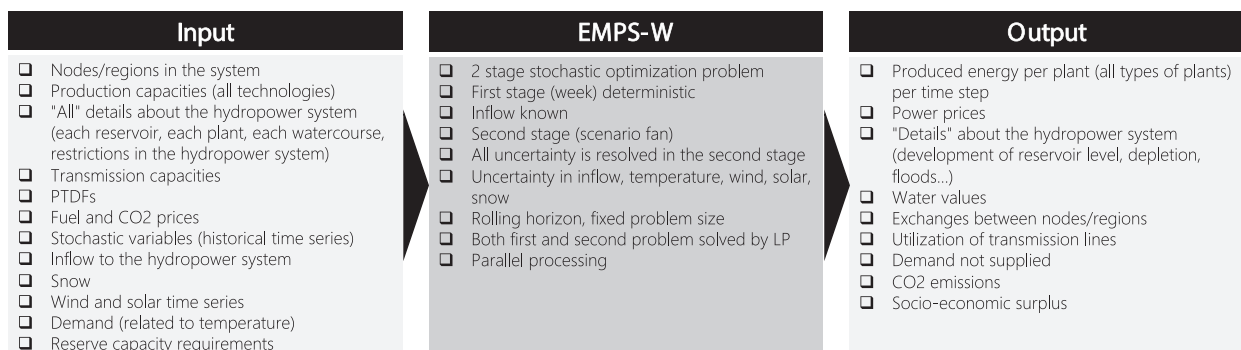 Input
Nodes/regions in the system
Production capacities (all technologies)
"All" details about the hydropower system
(each reservoir, each plant, each watercourse,
restrictions in the hydropower system)
Transmission capacities
PTDFs
Fuel and CO2 prices
Stochastic variables (historical time series)
Inflow to the hydropower system
Snow
Wind and solar time series
Demand (related to temperature)
Reserve capacity requirements
EMPS-W
2 stage stochastic optimization problem
First stage (week) deterministic
Inflow known
Second stage (scenario fan)
All uncertainty is resolved in the second stage
Uncertainty in inflow, temperature, wind, solar,
snow
Rolling horizon, fixed problem size
Both first and second problem solved by LP
Parallel processing
Output
Produced energy per plant (all types of plants)
per time step
Power prices
"Details" about the hydropower system
(development of reservoir level, depletion,
floods...)
Water values
Exchanges between nodes/regions
Utilization of transmission lines
Demand not supplied
CO2 emissions
Socio-economic surplus